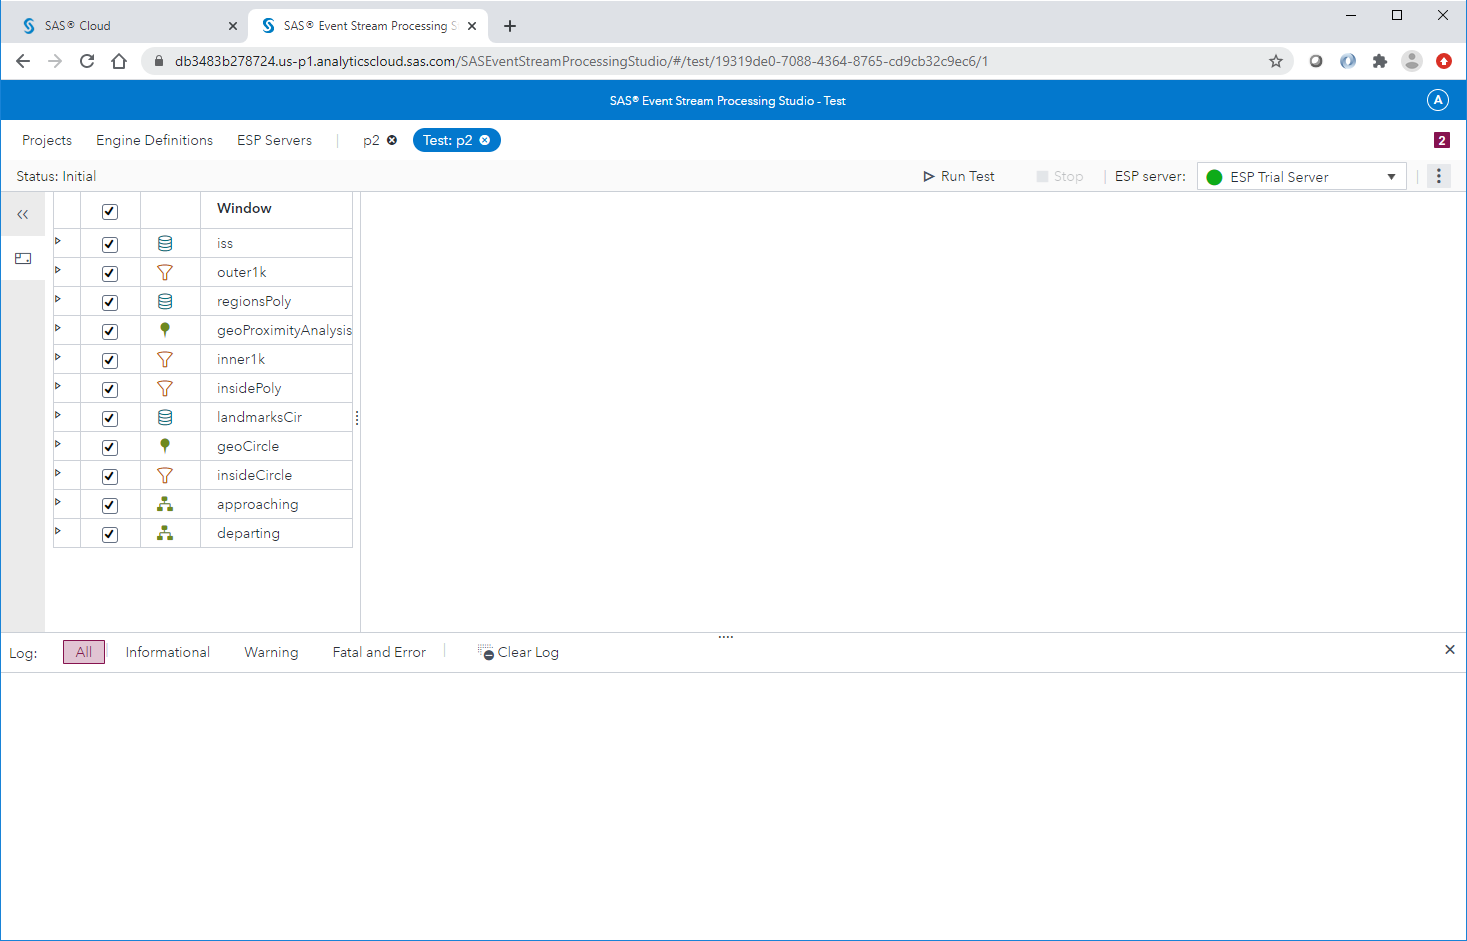 SAS® Cloud
SAS® Event Stream Processing S
db3483b278724.us-p1.analyticscloud.sas.com/SASEventStreamProcessingStudio/#/test/19319de0-7088-4364-8765-cd9cb32c9ec6/1
SAS® Event Stream Processing Studio - Test
A
Projects Engine Definitions ESP Servers p2 Test: p2 2
Status: Initial Run Test Stop ESP server: ESP Trial Server
Window
iss
outer1k
regionsPoly
geoProximityAnalysis
inner1k
insidePoly
landmarksCir
geoCircle
insideCircle
approaching
departing
Log: All Informational Warning Fatal and Error Clear Log